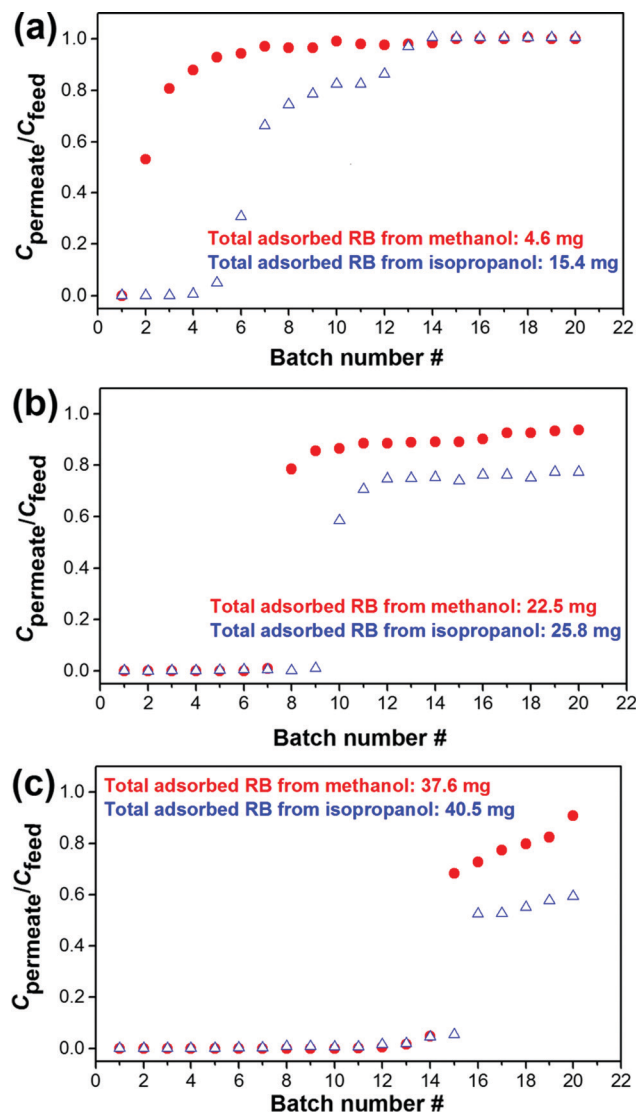 (a)
1.0
0.8
0.6
0.4
0.2
0.0
Cpermeate/Cfeed
Total adsorbed RB from methanol: 4.6 mg
Total adsorbed RB from isopropanol: 15.4 mg
0 2 4 6 8 10 12 14 16 18 20 22
Batch number #
(b)
1.0
0.8
0.6
0.4
0.2
0.0
Cpermeate/Cfeed
Total adsorbed RB from methanol: 22.5 mg
Total adsorbed RB from isopropanol: 25.8 mg
0 2 4 6 8 10 12 14 16 18 20 22
Batch number #
(c)
Total adsorbed RB from methanol: 37.6 mg
Total adsorbed RB from isopropanol: 40.5 mg
1.0
0.8
0.6
0.4
0.2
0.0
Cpermeate/Cfeed
0 2 4 6 8 10 12 14 16 18 20 22
Batch number #